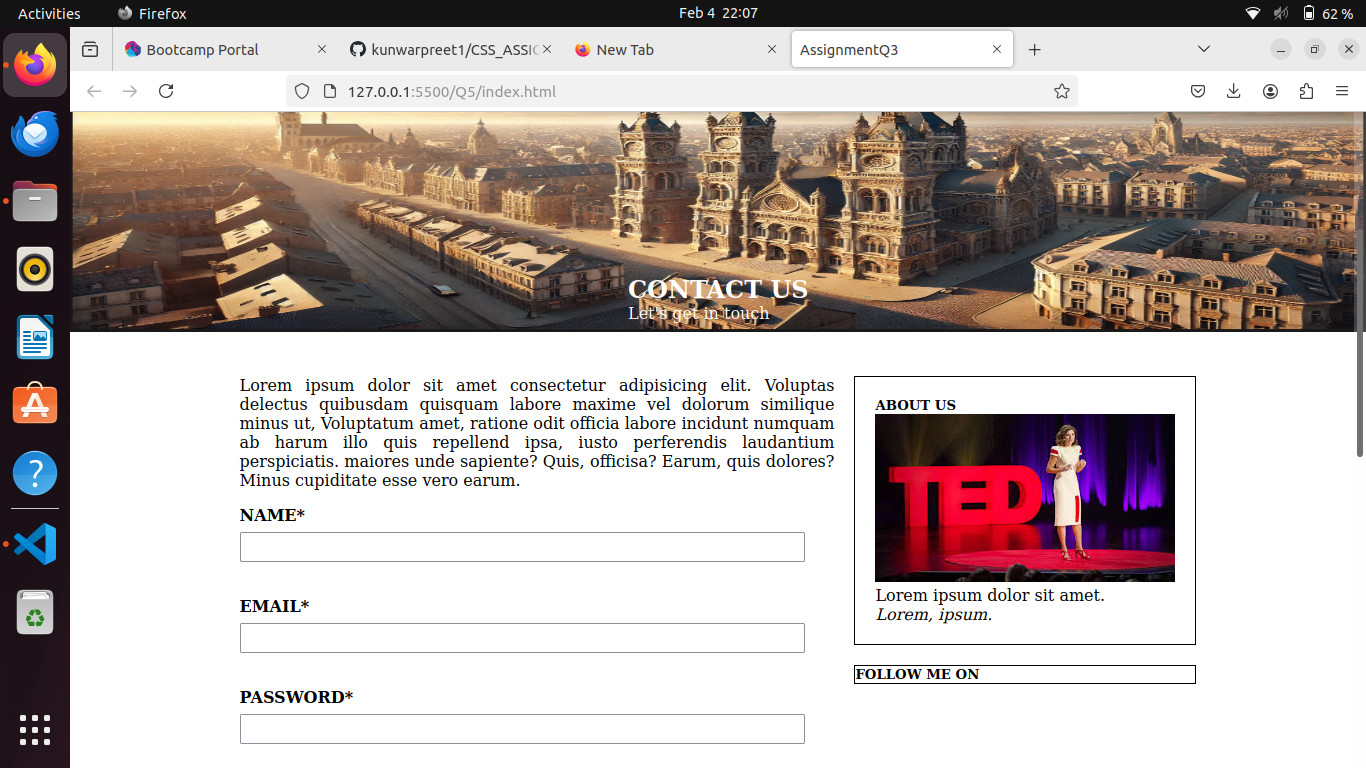 Activities
Firefox
Feb 4 22:07
62 %
Bootcamp Portal
kunwarpreet1/CSS_ASSIG
New Tab
AssignmentQ3
127.0.0.1:5500/Q5/index.html
CONTACT US
Let's get in touch
Lorem ipsum dolor sit amet consectetur adipisicing elit. Voluptas
delectus quibusdam quisquam labore maxime vel dolorum similique
minus ut, Voluptatum amet, ratione odit officia labore incidunt numquam
ab harum illo quis repellend ipsa, iusto perferendis laudantium
perspiciatis. maiores unde sapiente? Quis, officisa? Earum, quis dolores?
Minus cupiditate esse vero earum.
NAME*
EMAIL*
PASSWORD*
ABOUT US
TED
Lorem ipsum dolor sit amet.
Lorem, ipsum.
FOLLOW ME ON